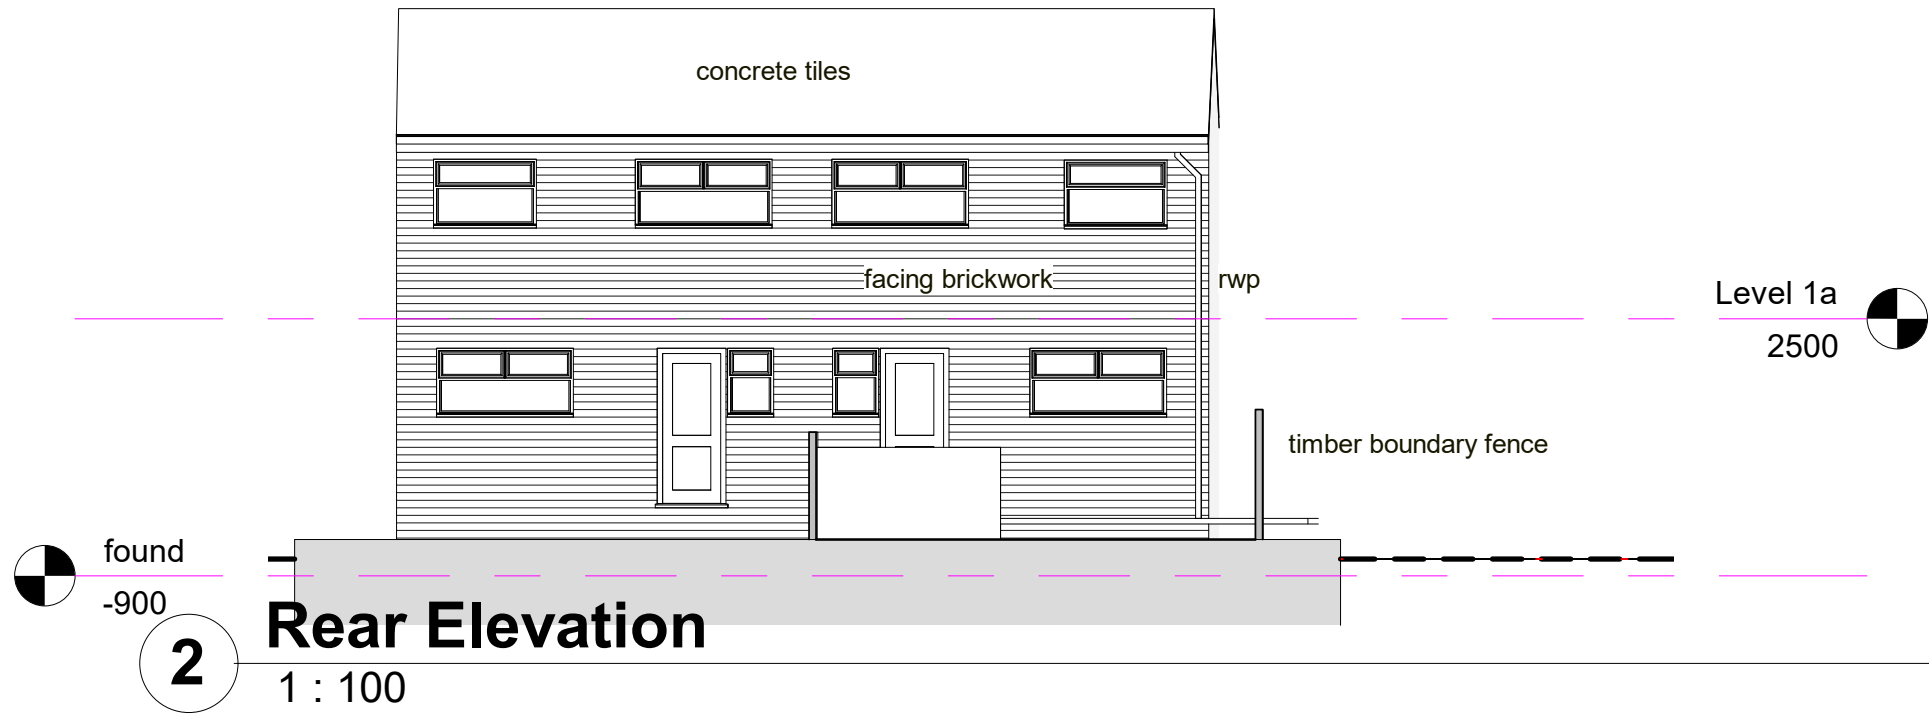 concrete tiles
facing brickwork
rwp
Level 1a
2500
timber boundary fence
found
-900
2
Rear Elevation
1 : 100